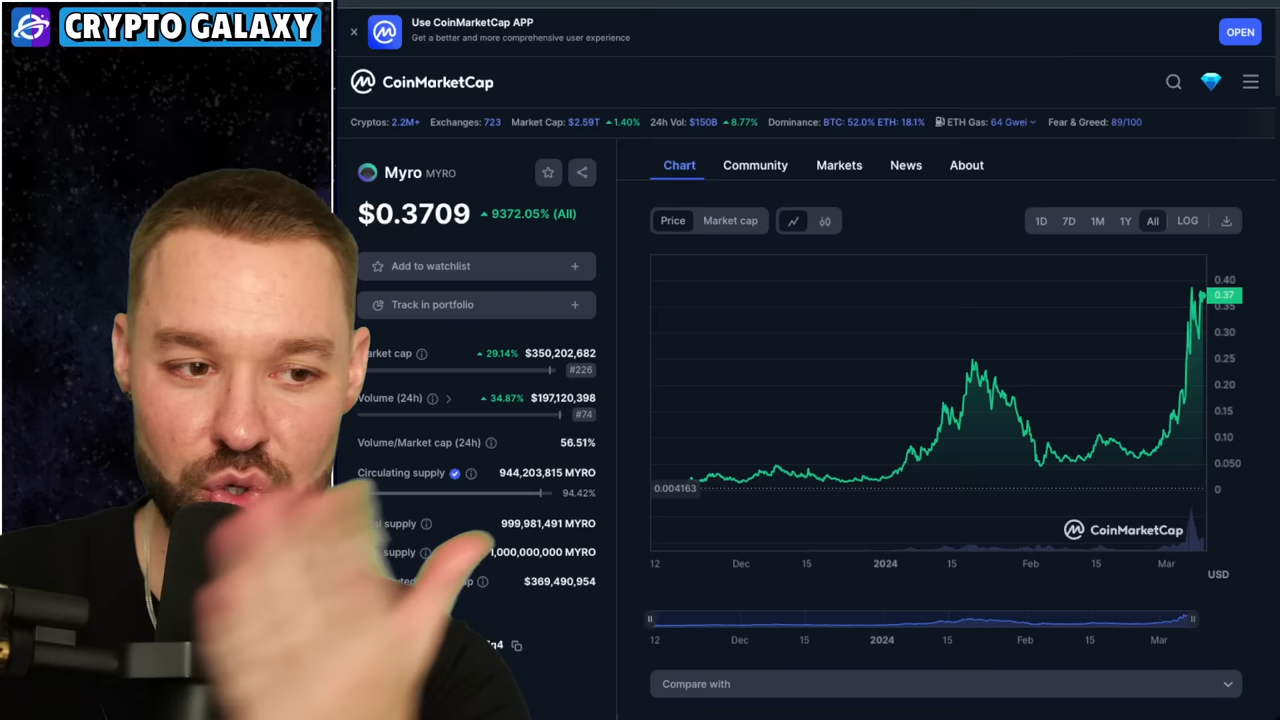 CRYPTO GALAXY
Use CoinMarketCap APP
Get a better and more comprehensive user experience
OPEN
CoinMarketCap
Cryptos: 2.2M+ Exchanges: 723 Market Cap: $2.59T 1.40% 24h Vol: $150B 8.77% Dominance: BTC: 52.0% ETH: 18.1% ETH Gas: 64 Gwei Fear & Greed: 89/100
Myro MYRO
$0.3709 9372.05% (All)
Add to watchlist +
Track in portfolio +
arket cap 29.14% $350,202,682
#226
Volume (24h) 34.87% $197,120,398
#74
Volume/Market cap (24h) 56.51%
Circulating supply 944,203,815 MYRO
94.42%
supply 999,981,491 MYRO
supply 1,000,000,000 MYRO
$369,490,954
q4
Chart Community Markets News About
Price Market cap
1D 7D 1M 1Y All LOG
0.40
0.37
0.35
0.30
0.25
0.20
0.15
0.10
0.050
0
0.004163
CoinMarketCap
12 Dec 15 2024 15 Feb 15 Mar
USD
12 Dec 15 2024 15 Feb 15 Mar
Compare with